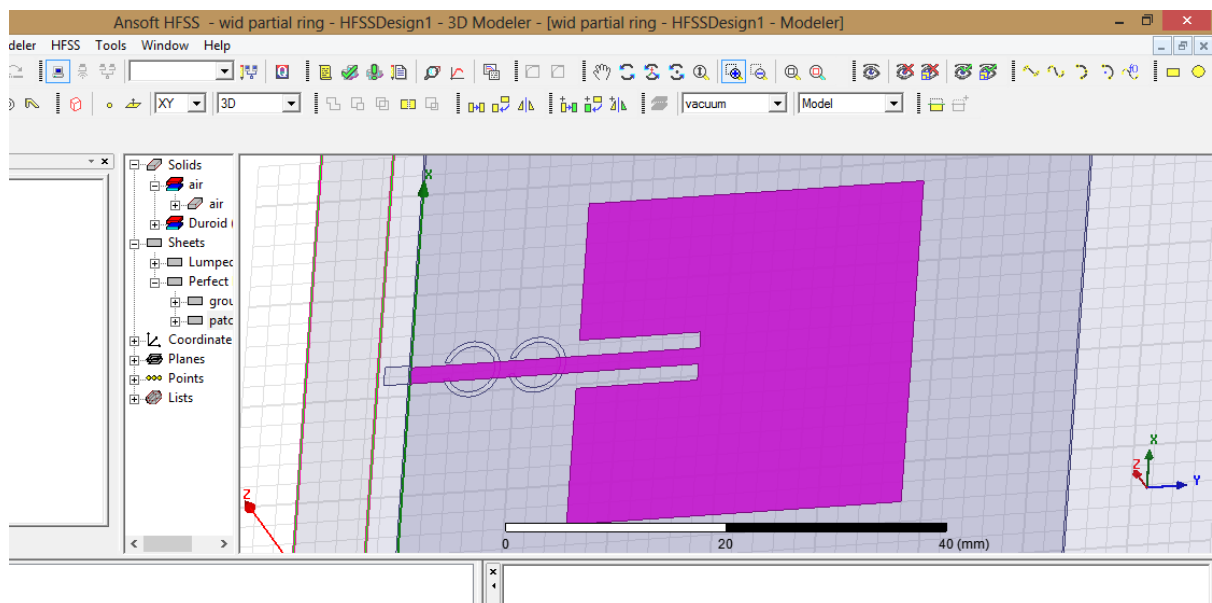 Ansoft HFSS - wid partial ring - HFSSDesign1 - 3D Modeler - [wid partial ring - HFSSDesign1 - Modeler]
deler HFSS Tools Window Help
XY 3D vacuum Model
Solids
air
air
Duroid (
Sheets
Lumped
Perfect
grou
patc
Coordinate
Planes
Points
Lists
X
Z
X
Z
Y
0 20 40 (mm)